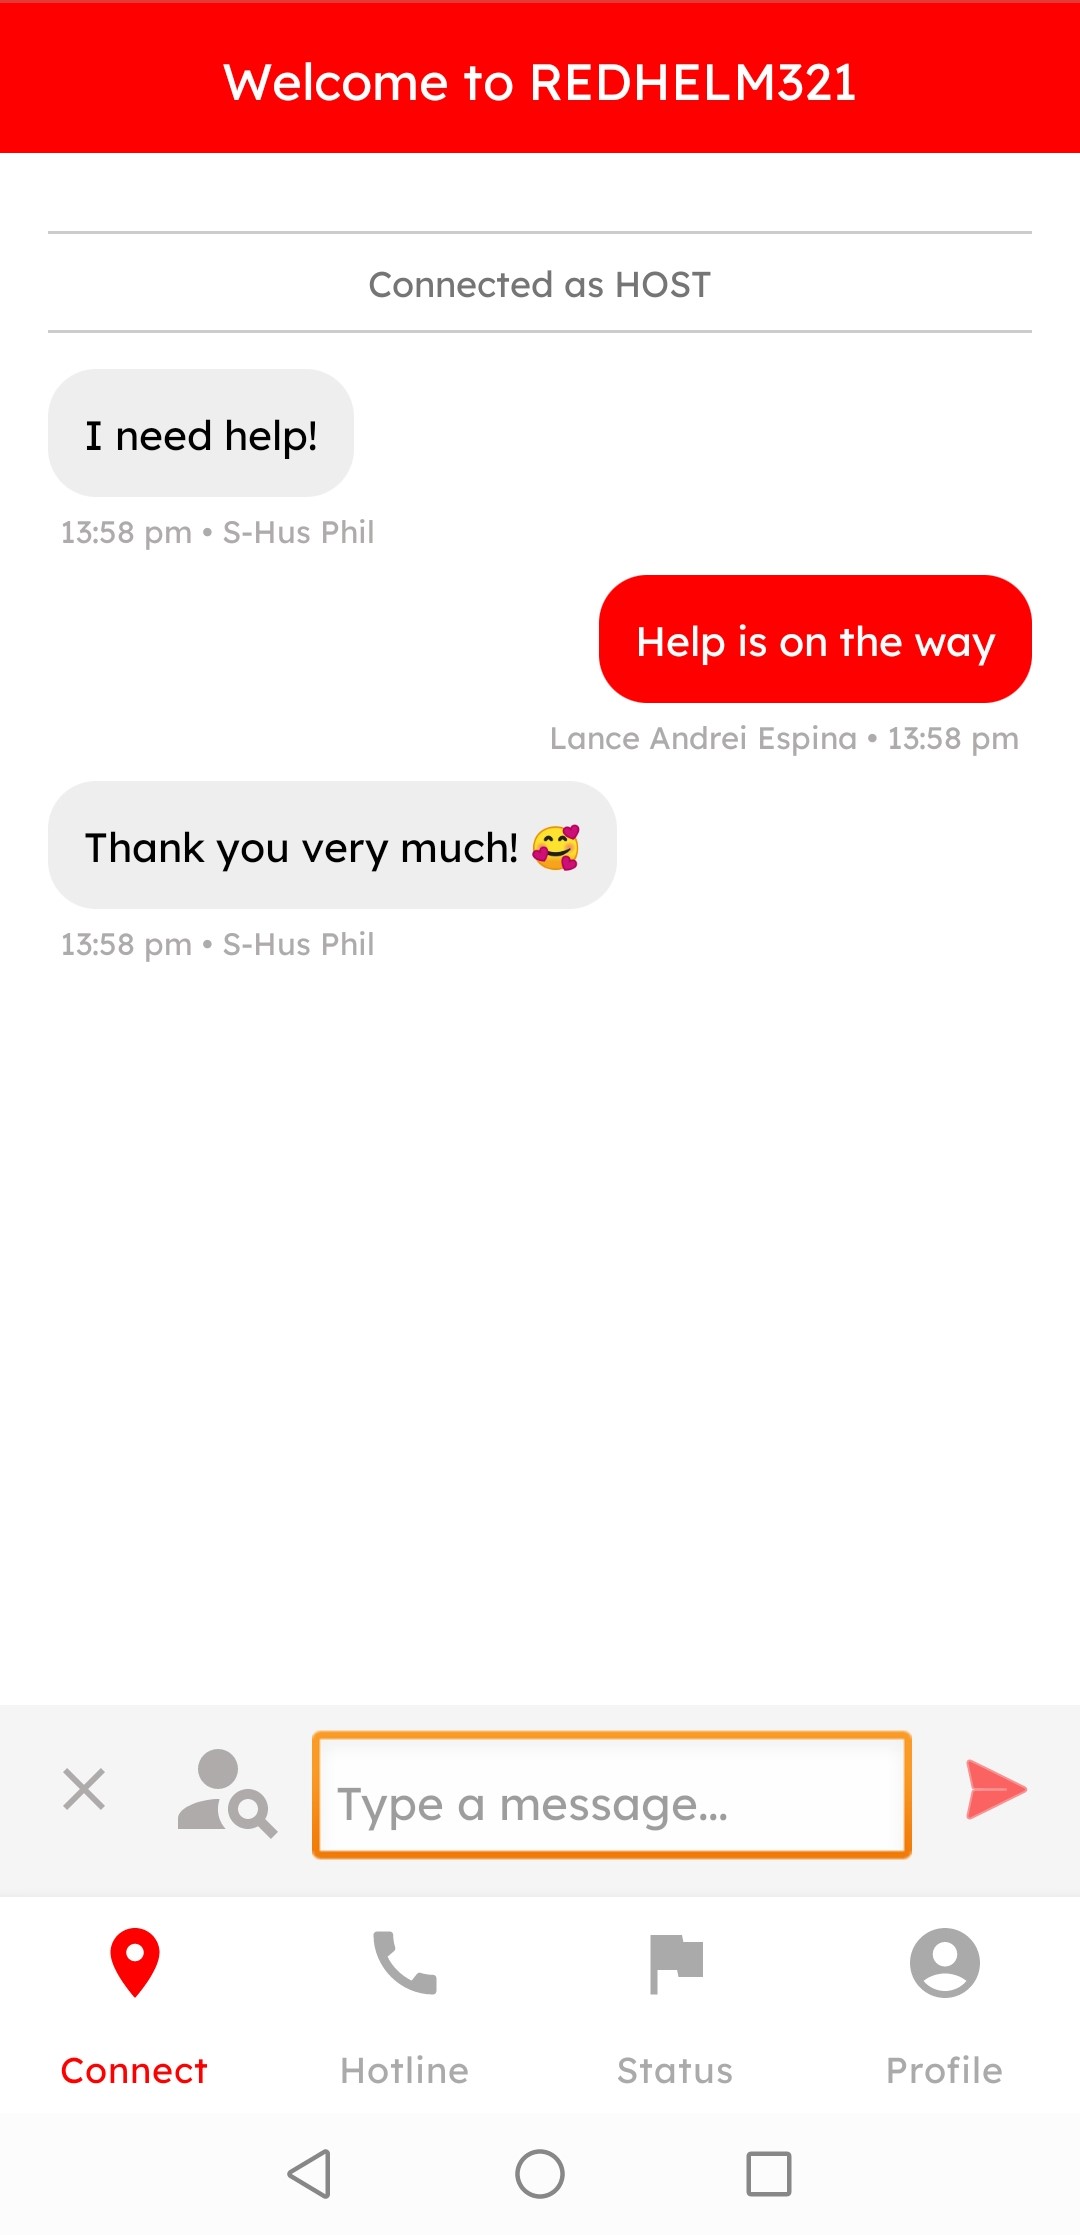 Welcome to REDHELM321
Connected as HOST
I need help!
13:58 pm • S-Hus Phil
Help is on the way
Lance Andrei Espina • 13:58 pm
Thank you very much! 🥰
13:58 pm • S-Hus Phil
Type a message...
Connect
Hotline
Status
Profile